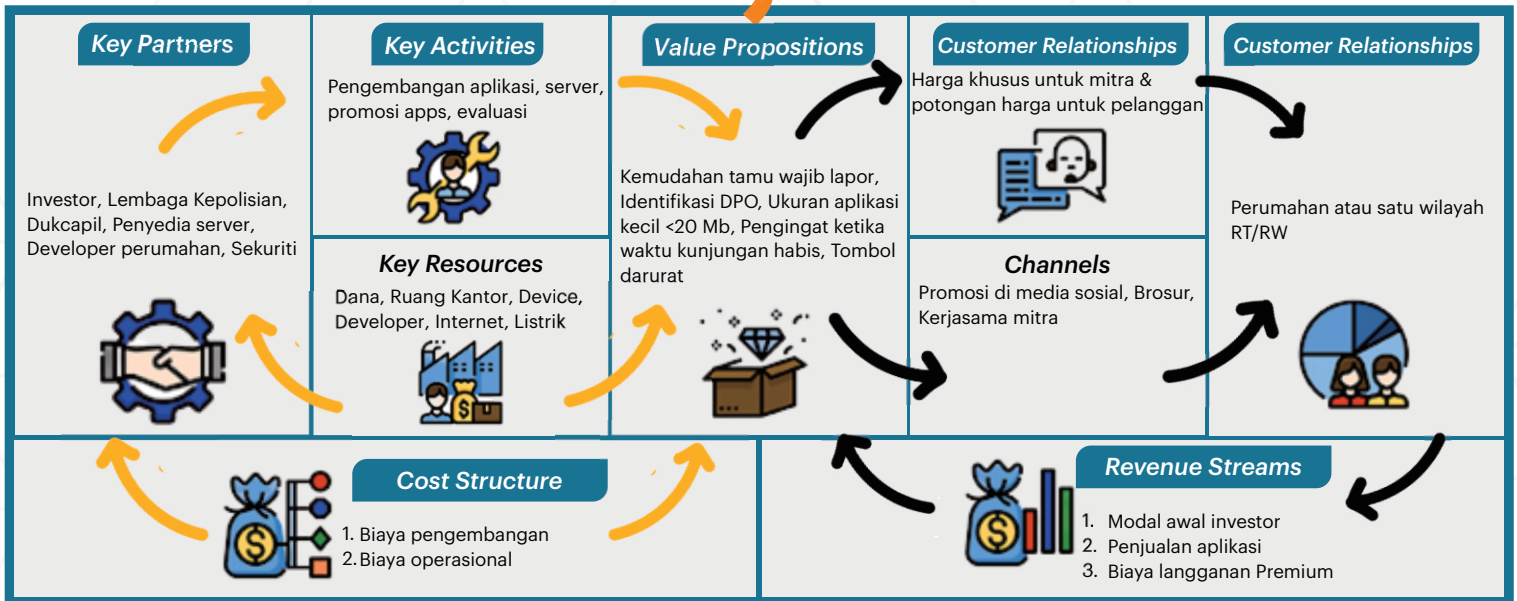 Key Partners
Investor, Lembaga Kepolisian,
Dukcapil, Penyedia server,
Developer perumahan, Sekuriti
Key Activities
Pengembangan aplikasi, server,
promosi apps, evaluasi
Key Resources
Dana, Ruang Kantor, Device,
Developer, Internet, Listrik
Value Propositions
Kemudahan tamu wajib lapor,
Identifikasi DPO, Ukuran aplikasi
kecil <20 Mb, Pengingat ketika
waktu kunjungan habis, Tombol
darurat
Customer Relationships
Harga khusus untuk mitra &
potongan harga untuk pelanggan
Channels
Promosi di media sosial, Brosur,
Kerjasama mitra
Customer Relationships
Perumahan atau satu wilayah
RT/RW
Cost Structure
1. Biaya pengembangan
2. Biaya operasional
Revenue Streams
1. Modal awal investor
2. Penjualan aplikasi
3. Biaya langganan Premium